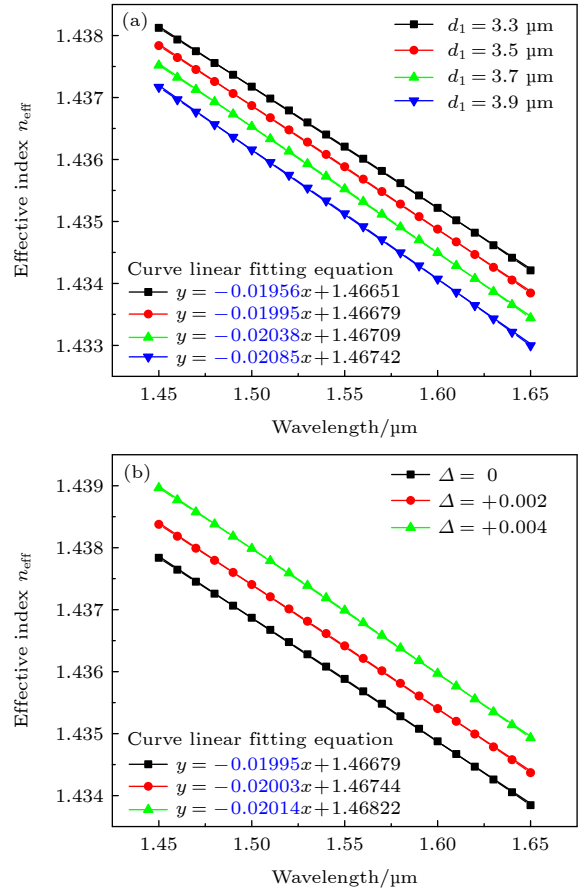 (a)
d₁ = 3.3 µm
d₁ = 3.5 µm
d₁ = 3.7 µm
d₁ = 3.9 µm
1.438
1.437
1.436
1.435
1.434
1.433
Effective index n_eff
Curve linear fitting equation
y = −0.01956x+1.46651
y = −0.01995x+1.46679
y = −0.02038x+1.46709
y = −0.02085x+1.46742
1.45 1.50 1.55 1.60 1.65
Wavelength/µm
(b)
Δ = 0
Δ = +0.002
Δ = +0.004
1.439
1.438
1.437
1.436
1.435
1.434
Effective index n_eff
Curve linear fitting equation
y = −0.01995x+1.46679
y = −0.02003x+1.46744
y = −0.02014x+1.46822
1.45 1.50 1.55 1.60 1.65
Wavelength/µm